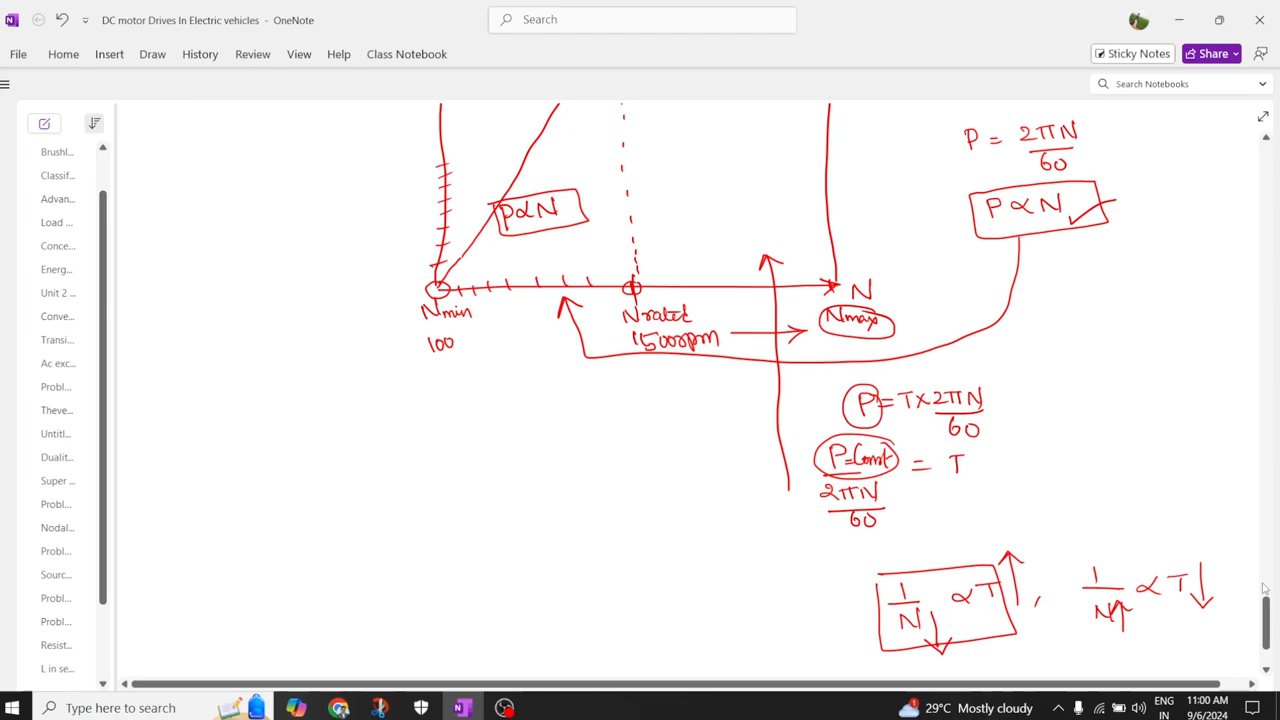 DC motor Drives In Electric vehicles - OneNote
Search
File Home Insert Draw Review History View Help Class Notebook
Sticky Notes
Share
Search Notebooks
Brushl...
Classif...
Advan...
Load ...
Conce...
Energ...
Unit 2 ...
Conve...
Transi...
Ac exc...
Probl...
Theve...
Untitl...
Dualit...
Super ...
Probl...
Nodal...
Probl...
Sourc...
Probl...
Probl...
Resist...
L in se...
P = 2πN
60
P ∝ N
P∝N
N
Nmin
100
Nrated
1500rpm
Nmax
P = T × 2πN
60
P=Const = T
2πN
60
1 ∝ T ,
N
1 ∝ T
N
Type here to search
29°C Mostly cloudy
ENG
IN
11:00 AM
9/6/2024